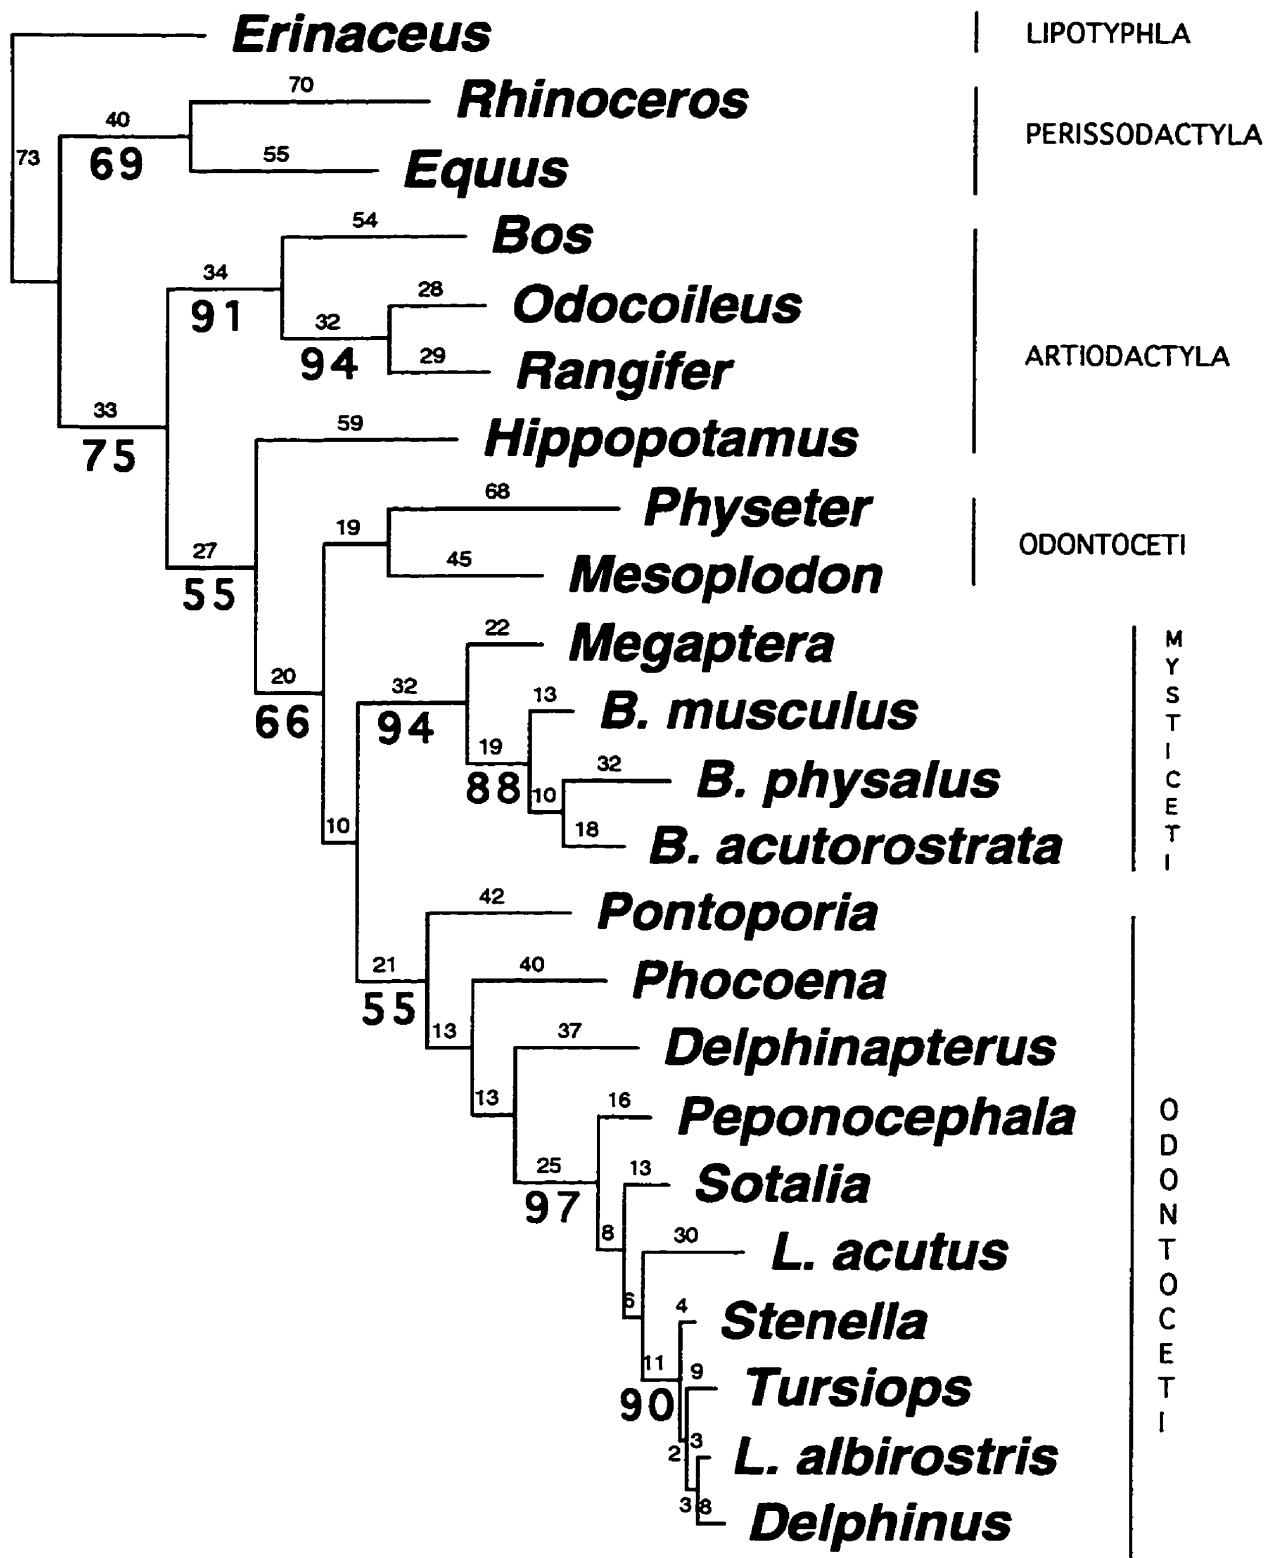 Erinaceus LIPOTYPHLA
70
Rhinoceros
40
PERISSODACTYLA
73
69
55
Equus
54
Bos
34
28
91
Odocoileus
32
29
94
Rangifer
ARTIODACTYLA
33
59
75
Hippopotamus
68
Physeter
19
ODONTOCETI
27
45
55
Mesoplodon
22
Megaptera
MYSTICETI
20
32
13
66
94
B. musculus
19
32
88
10
B. physalus
10
18
B. acutorostrata
42
Pontoporia
21
40
55
Phocoena
13
37
Delphinapterus
13
16
Peponocephala
ODONTOCETI
25
13
97
Sotalia
8
30
L. acutus
6
4
Stenella
11
9
90
Tursiops
2
3
L. albirostris
3
8
Delphinus